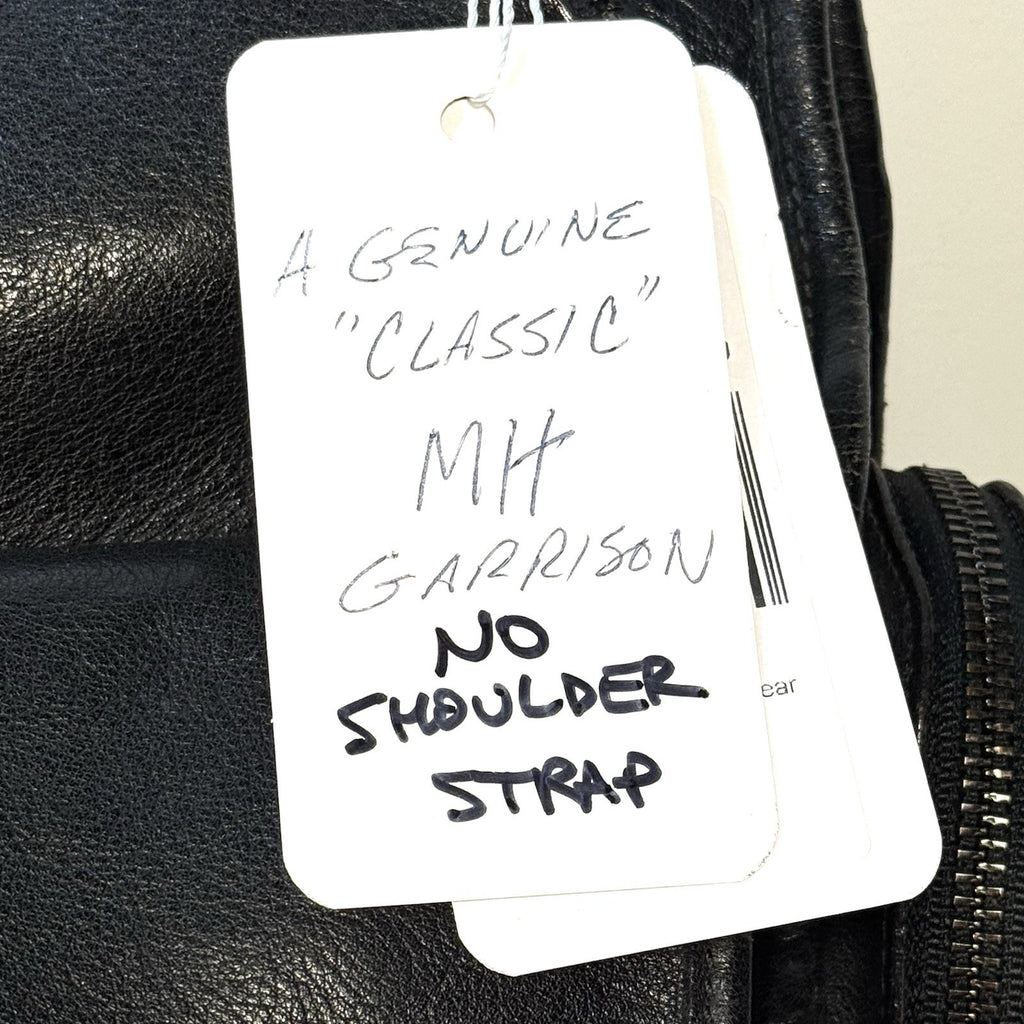 A GENUINE
"CLASSIC"
MH
GARRISON
NO
SHOULDER
STRAP
ear